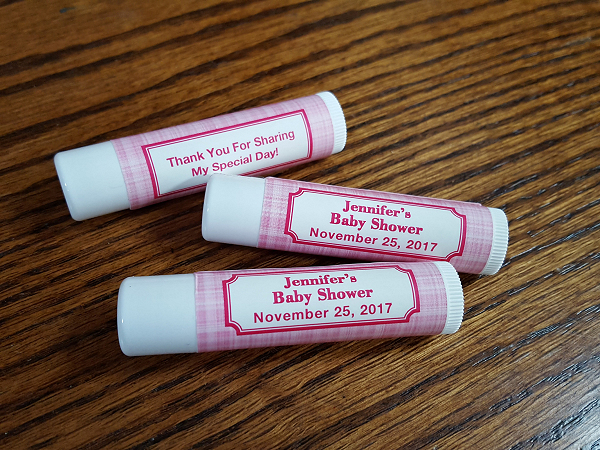 Thank You For Sharing
My Special Day!
Jennifer's
Baby Shower
November 25, 2017
Jennifer's
Baby Shower
November 25, 2017